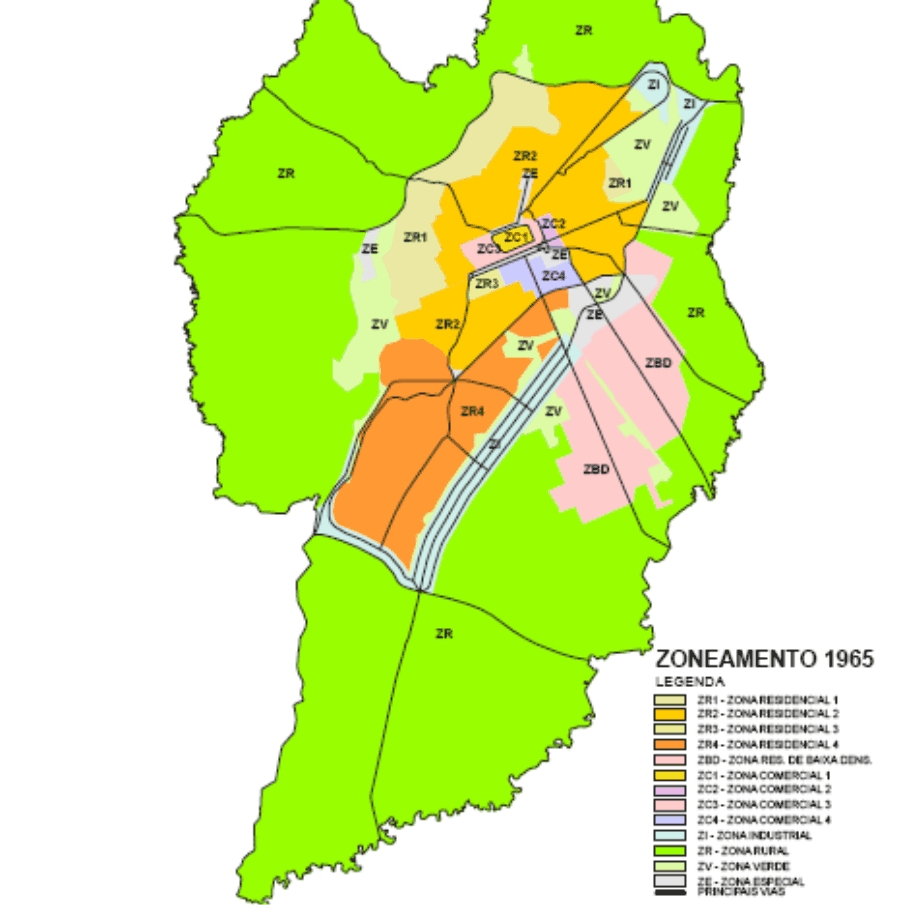 ZR
ZI
ZI
ZV
ZR2
ZE
ZR
ZR1
ZV
ZC2
ZE
ZR1
ZC1
ZC3
ZE
ZC4
ZR3
ZV
ZE
ZR
ZV
ZR2
ZV
ZBD
ZR4
ZV
ZI
ZBD
ZR
ZONEAMENTO 1965
LEGENDA
ZR1 - ZONA RESIDENCIAL 1
ZR2 - ZONA RESIDENCIAL 2
ZR3 - ZONA RESIDENCIAL 3
ZR4 - ZONA RESIDENCIAL 4
ZBD - ZONA RES. DE BAIXA DENS.
ZC1 - ZONA COMERCIAL 1
ZC2 - ZONA COMERCIAL 2
ZC3 - ZONA COMERCIAL 3
ZC4 - ZONA COMERCIAL 4
ZI - ZONA INDUSTRIAL
ZR - ZONA RURAL
ZV - ZONA VERDE
ZE - ZONA ESPECIAL
PRINCIPAIS VIAS